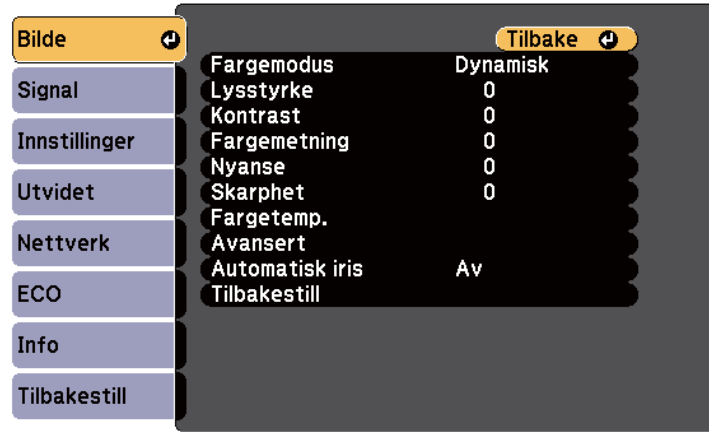 Bilde
Signal
Innstillinger
Utvidet
Nettverk
ECO
Info
Tilbakestill
Tilbake
Fargemodus Dynamisk
Lysstyrke 0
Kontrast 0
Fargemetning 0
Nyanse 0
Skarphet 0
Fargetemp.
Avansert
Automatisk iris Av
Tilbakestill